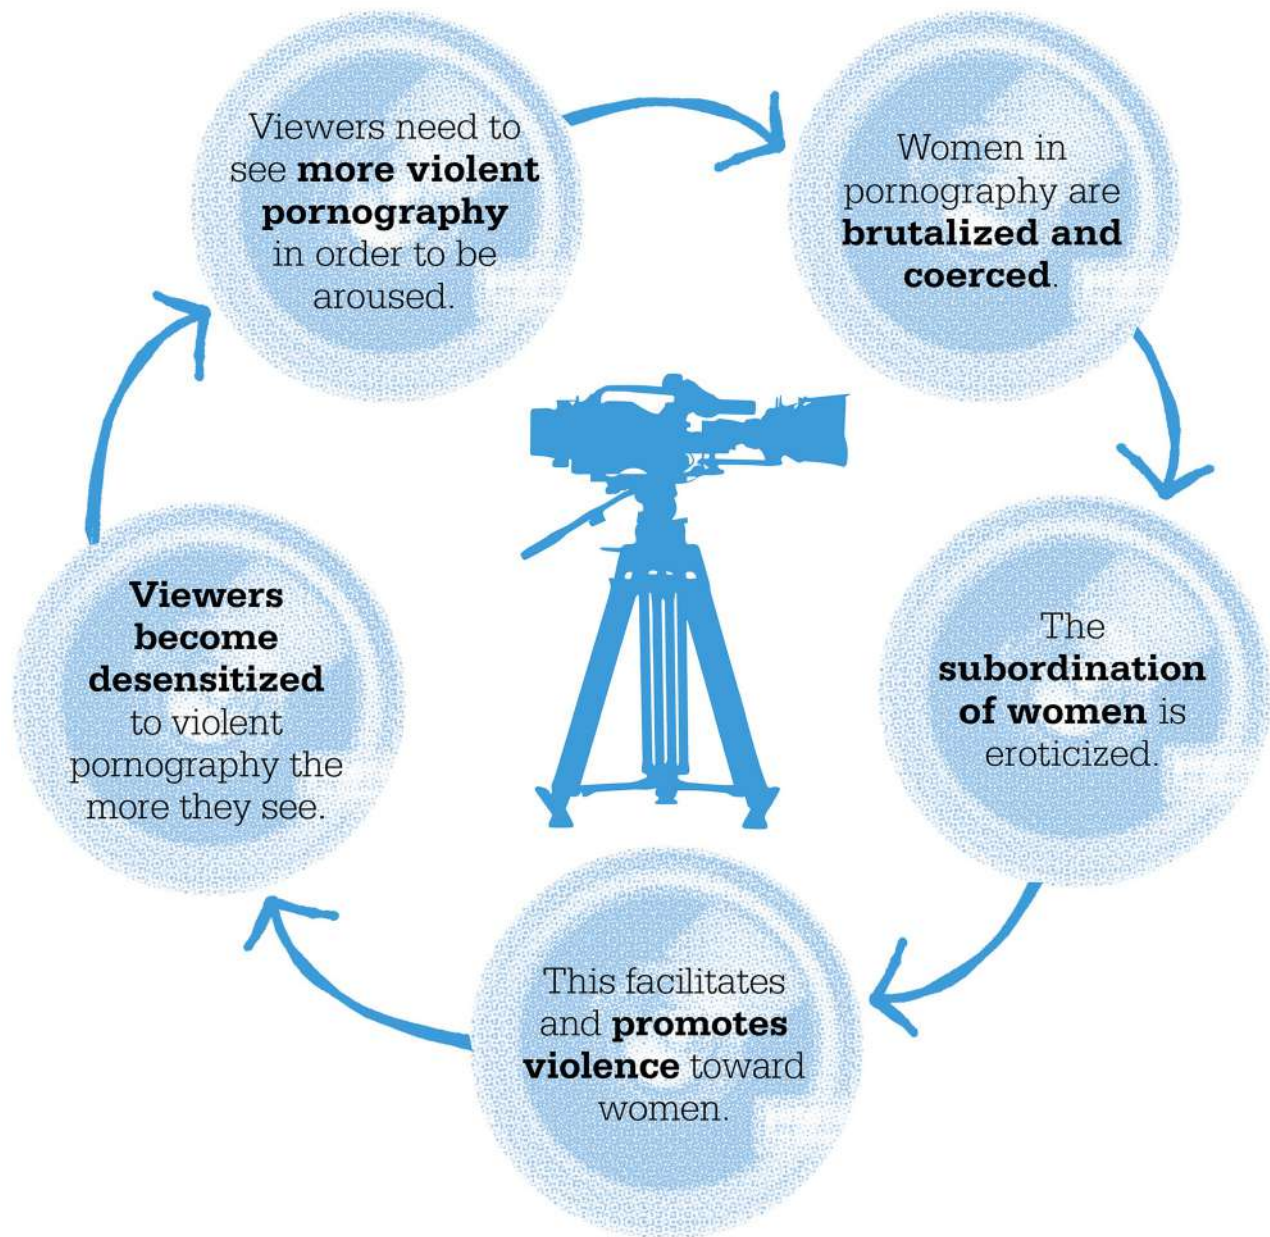 Viewers need to
see more violent
pornography
in order to be
aroused.
Women in
pornography are
brutalized and
coerced.
The
subordination
of women is
eroticized.
This facilitates
and promotes
violence toward
women.
Viewers
become
desensitized
to violent
pornography the
more they see.